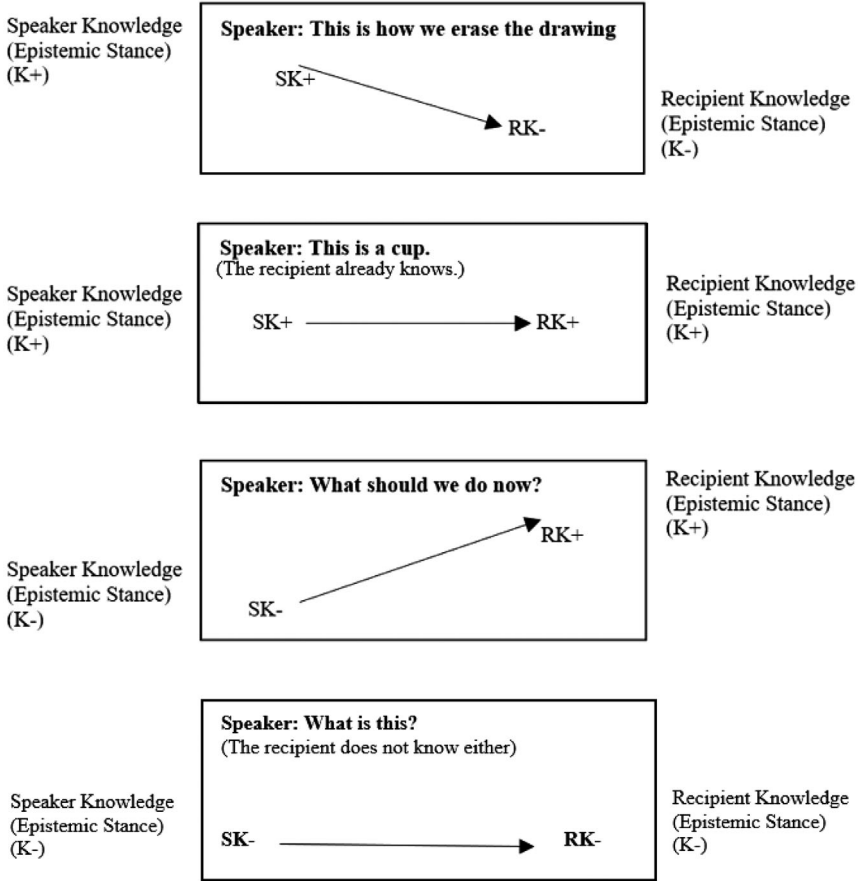 Speaker Knowledge
(Epistemic Stance)
(K+)
Speaker: This is how we erase the drawing
SK+
RK-
Recipient Knowledge
(Epistemic Stance)
(K-)
Speaker Knowledge
(Epistemic Stance)
(K+)
Speaker: This is a cup.
(The recipient already knows.)
SK+
RK+
Recipient Knowledge
(Epistemic Stance)
(K+)
Speaker Knowledge
(Epistemic Stance)
(K-)
Speaker: What should we do now?
SK-
RK+
Recipient Knowledge
(Epistemic Stance)
(K+)
Speaker Knowledge
(Epistemic Stance)
(K-)
Speaker: What is this?
(The recipient does not know either)
SK-
RK-
Recipient Knowledge
(Epistemic Stance)
(K-)